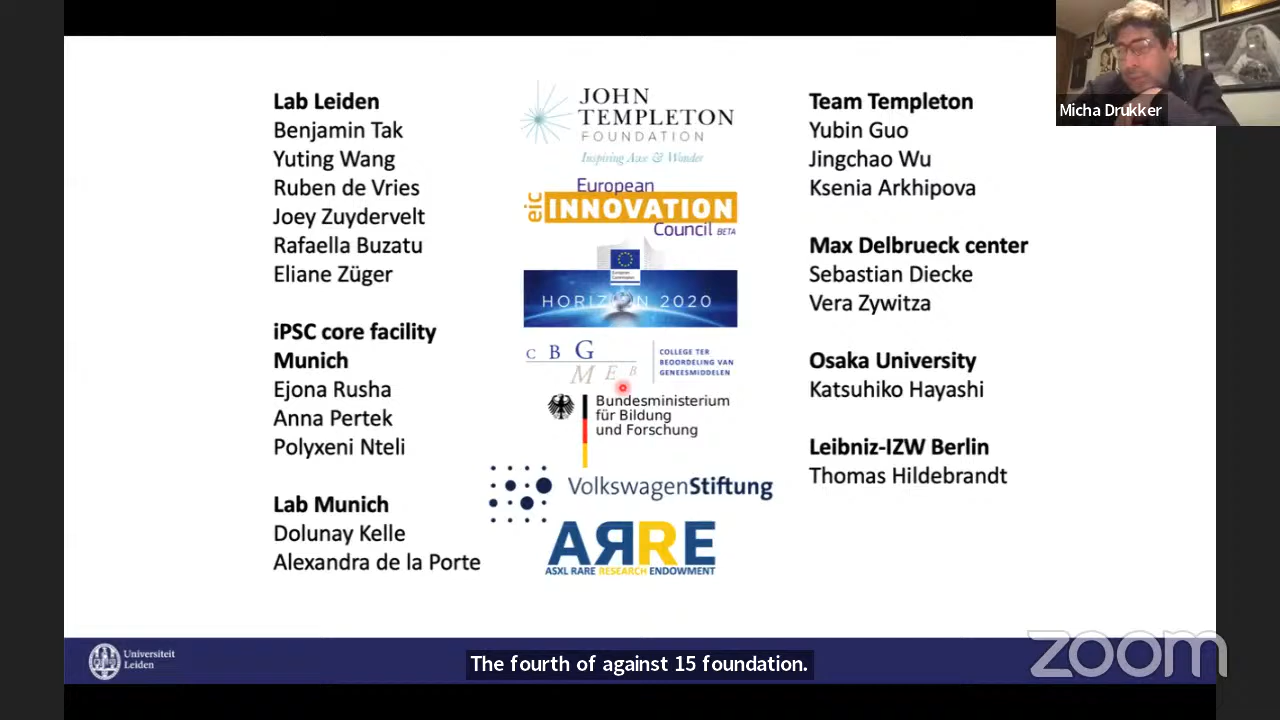 Lab Leiden
Benjamin Tak
Yuting Wang
Ruben de Vries
Joey Zuydervelt
Rafaella Buzatu
Eliane Züger
iPSC core facility
Munich
Ejona Rusha
Anna Pertek
Polyxeni Nteli
Lab Munich
Dolunay Kelle
Alexandra de la Porte
JOHN
TEMPLETON
FOUNDATION
Inspiring Awe & Wonder
European
eic INNOVATION
Council BETA
European
Commission
HORIZON 2020
C B G
M E B
COLLEGE TER
BEOORDELING VAN
GENEESMIDDELEN
Bundesministerium
für Bildung
und Forschung
VolkswagenStiftung
AЯRE
ASXL RARE RESEARCH ENDOWMENT
Team Templeton
Yubin Guo
Jingchao Wu
Ksenia Arkhipova
Max Delbrueck center
Sebastian Diecke
Vera Zywitza
Osaka University
Katsuhiko Hayashi
Leibniz-IZW Berlin
Thomas Hildebrandt
Micha Drukker
Universiteit
Leiden
The fourth of against 15 foundation.
zoom